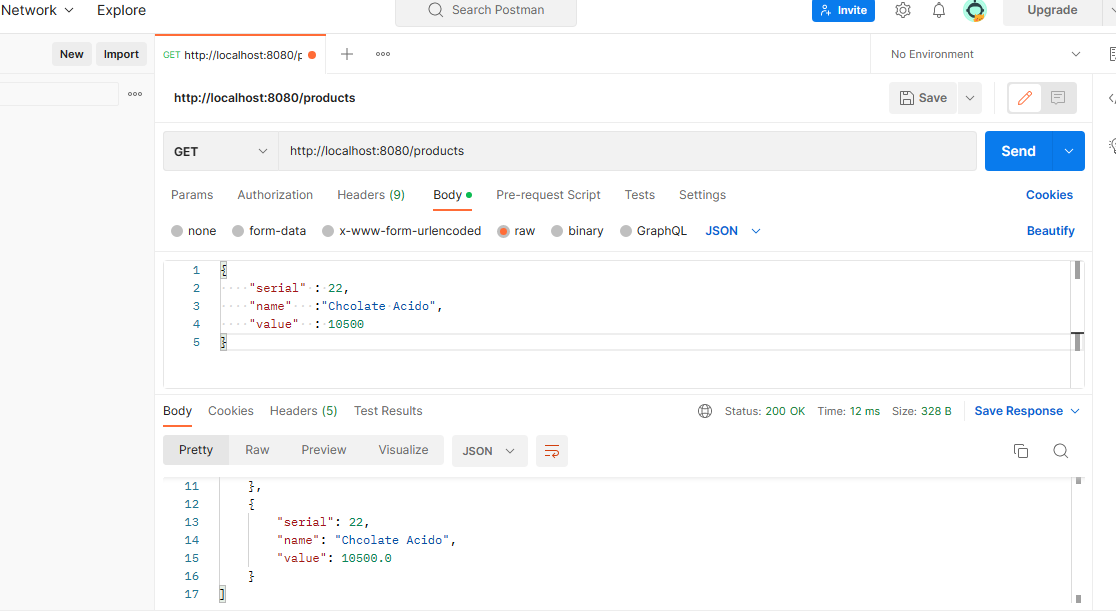 Network Explore Search Postman Invite Upgrade
New Import GET http://localhost:8080/p No Environment
http://localhost:8080/products Save
GET http://localhost:8080/products Send
Params Authorization Headers (9) Body Pre-request Script Tests Settings Cookies
none form-data x-www-form-urlencoded raw binary GraphQL JSON Beautify
1 {
2 "serial" : 22,
3 "name" :"Chcolate Acido",
4 "value" : 10500
5 }
Body Cookies Headers (5) Test Results Status: 200 OK Time: 12 ms Size: 328 B Save Response
Pretty Raw Preview Visualize JSON
11 },
12 {
13 "serial": 22,
14 "name": "Chcolate Acido",
15 "value": 10500.0
16 }
17 ]